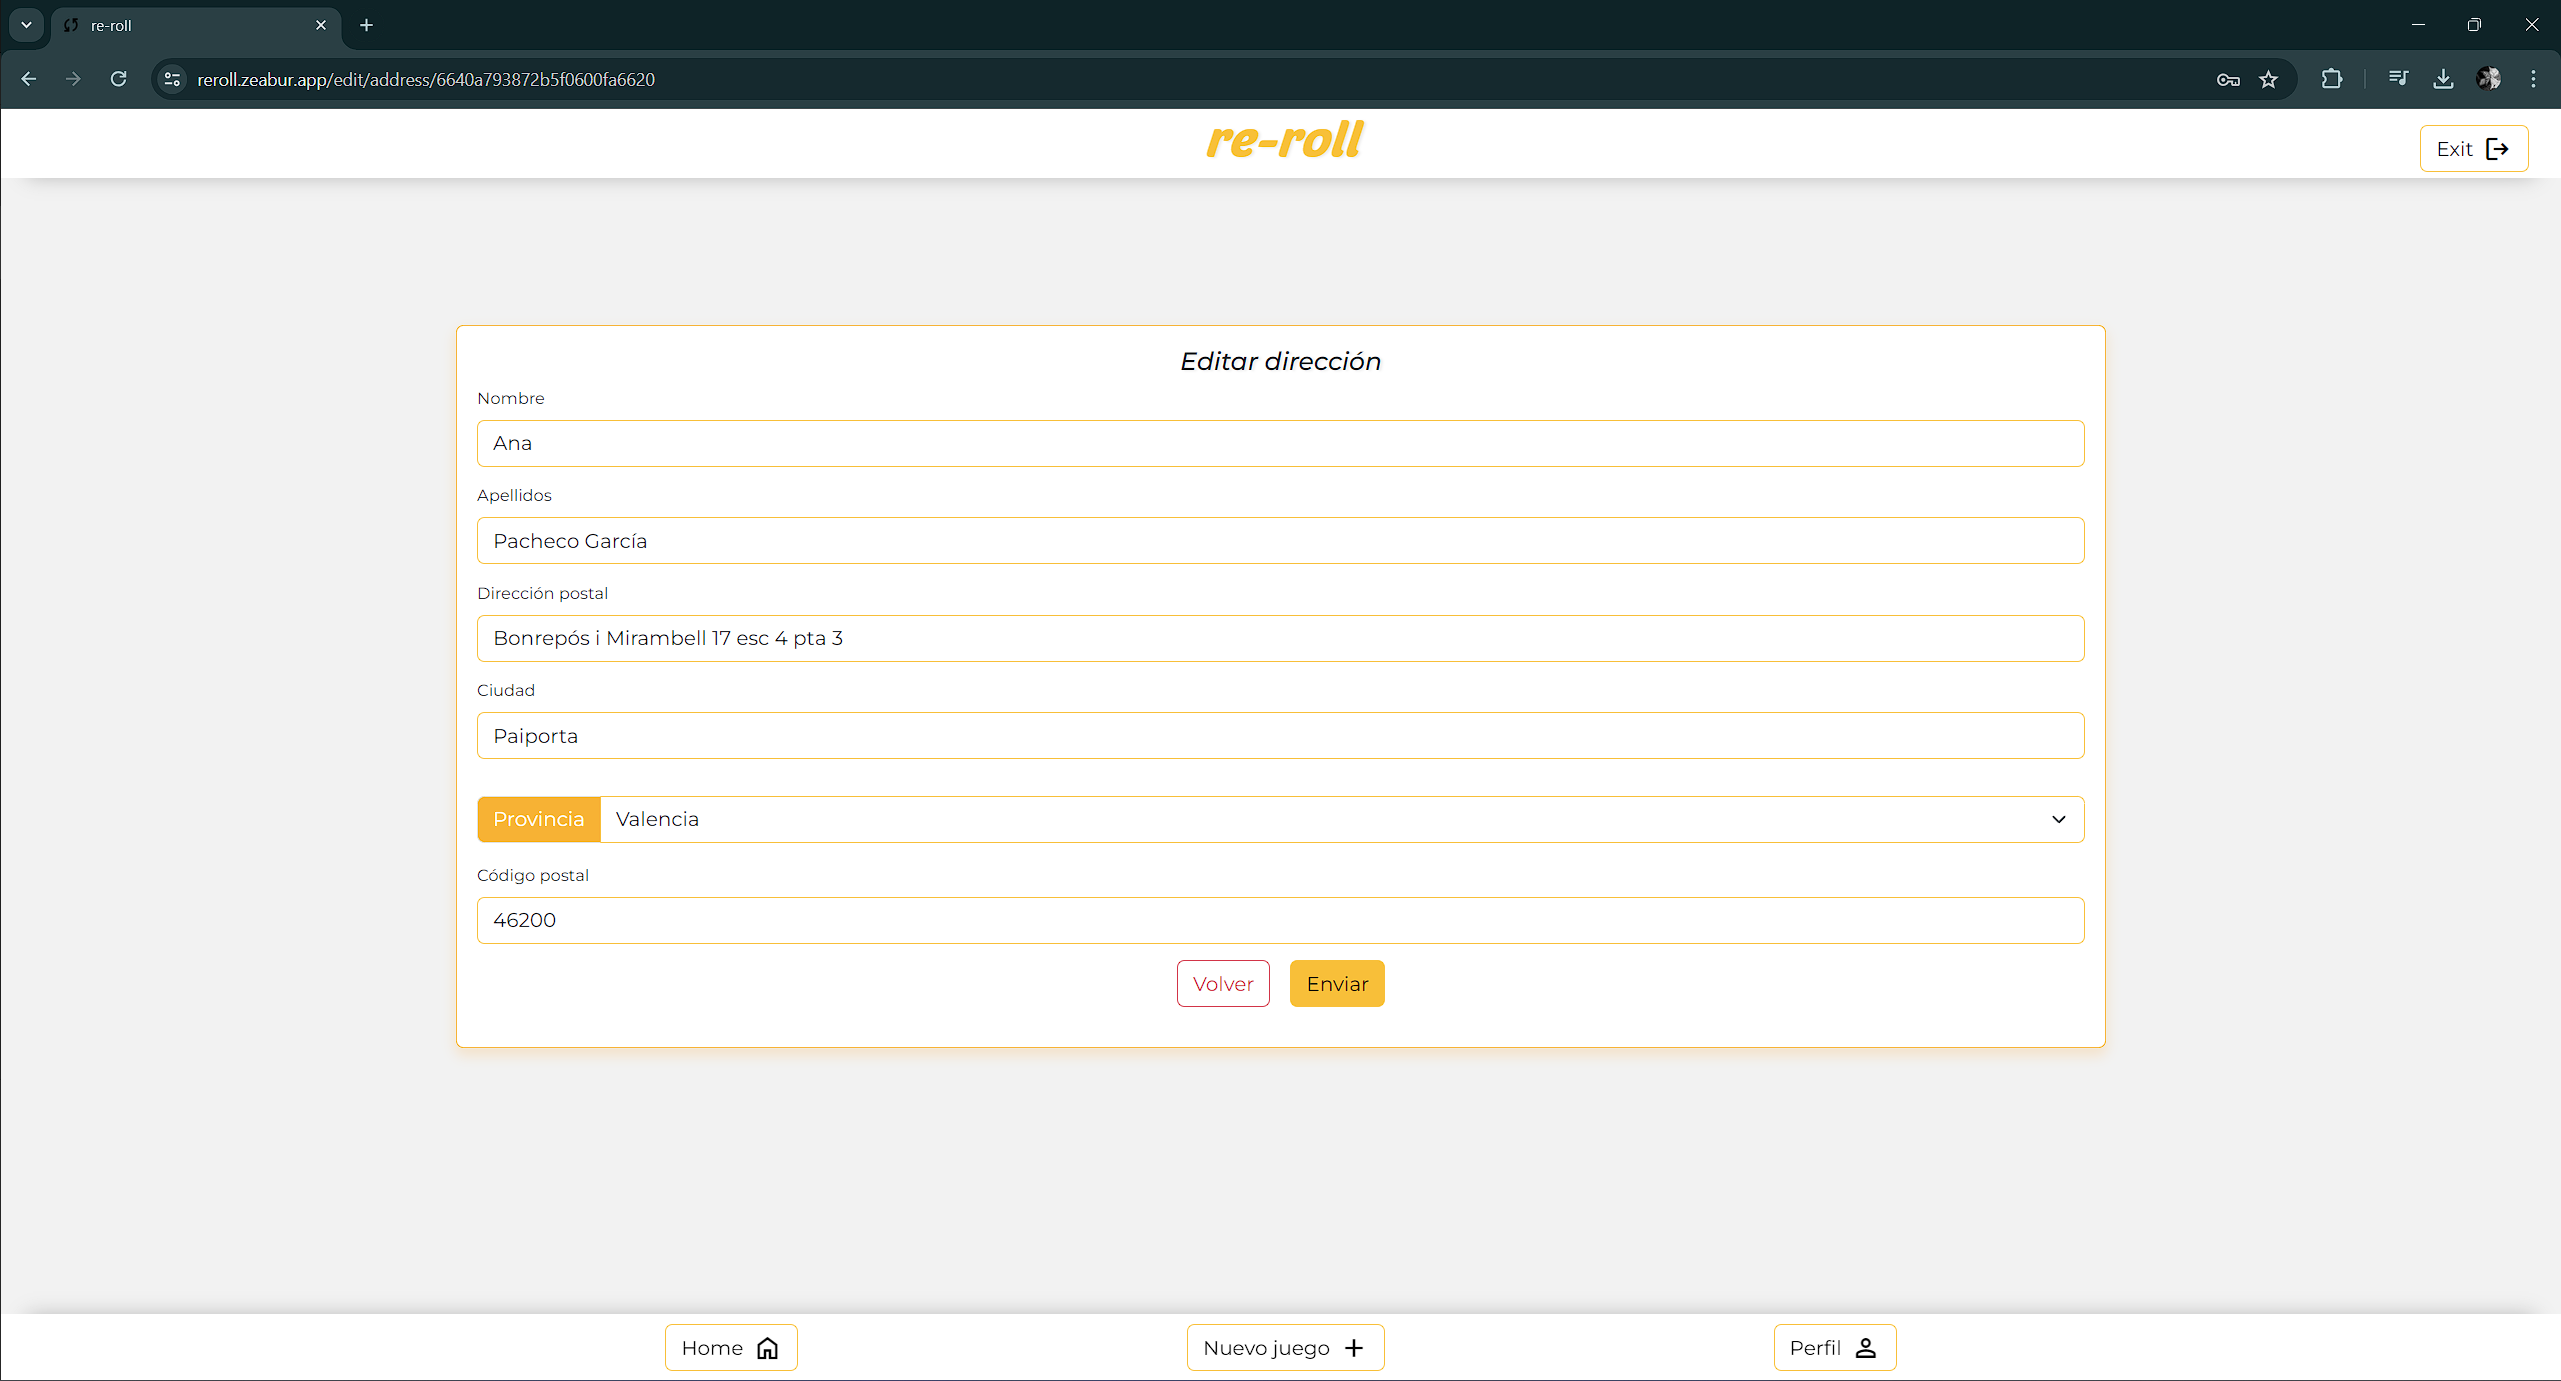 re-roll
reroll.zeabur.app/edit/address/6640a793872b5f0600fa6620
re-roll
Exit
Editar dirección
Nombre
Ana
Apellidos
Pacheco García
Dirección postal
Bonrepós i Mirambell 17 esc 4 pta 3
Ciudad
Paiporta
Provincia Valencia
Código postal
46200
Volver Enviar
Home Nuevo juego Perfil